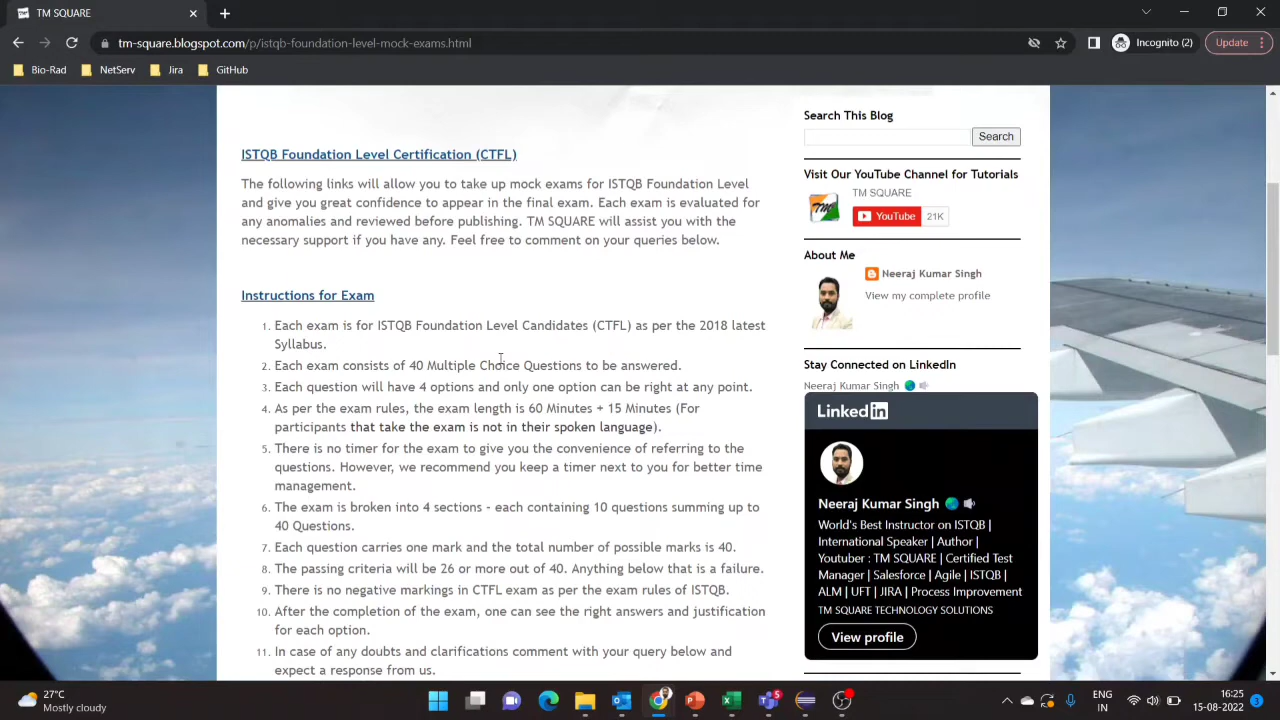 TM SQUARE
tm-square.blogspot.com/p/istqb-foundation-level-mock-exams.html
Incognito (2)
Update
Bio-Rad
NetServ
Jira
GitHub
ISTQB Foundation Level Certification (CTFL)
The following links will allow you to take up mock exams for ISTQB Foundation Level
and give you great confidence to appear in the final exam. Each exam is evaluated for
any anomalies and reviewed before publishing. TM SQUARE will assist you with the
necessary support if you have any. Feel free to comment on your queries below.
Instructions for Exam
1. Each exam is for ISTQB Foundation Level Candidates (CTFL) as per the 2018 latest
Syllabus.
2. Each exam consists of 40 Multiple Choice Questions to be answered.
3. Each question will have 4 options and only one option can be right at any point.
4. As per the exam rules, the exam length is 60 Minutes + 15 Minutes (For
participants that take the exam is not in their spoken language).
5. There is no timer for the exam to give you the convenience of referring to the
questions. However, we recommend you keep a timer next to you for better time
management.
6. The exam is broken into 4 sections - each containing 10 questions summing up to
40 Questions.
7. Each question carries one mark and the total number of possible marks is 40.
8. The passing criteria will be 26 or more out of 40. Anything below that is a failure.
9. There is no negative markings in CTFL exam as per the exam rules of ISTQB.
10. After the completion of the exam, one can see the right answers and justification
for each option.
11. In case of any doubts and clarifications comment with your query below and
expect a response from us.
Search This Blog
Search
Visit Our YouTube Channel for Tutorials
TM
TM SQUARE
YouTube 21K
About Me
Neeraj Kumar Singh
View my complete profile
Stay Connected on LinkedIn
Neeraj Kumar Singh
Linked in
Neeraj Kumar Singh
World's Best Instructor on ISTQB |
International Speaker | Author |
Youtuber : TM SQUARE | Certified Test
Manager | Salesforce | Agile | ISTQB |
ALM | UFT | JIRA | Process Improvement
TM SQUARE TECHNOLOGY SOLUTIONS
View profile
27°C
Mostly cloudy
5
ENG
IN
16:25
15-08-2022
3